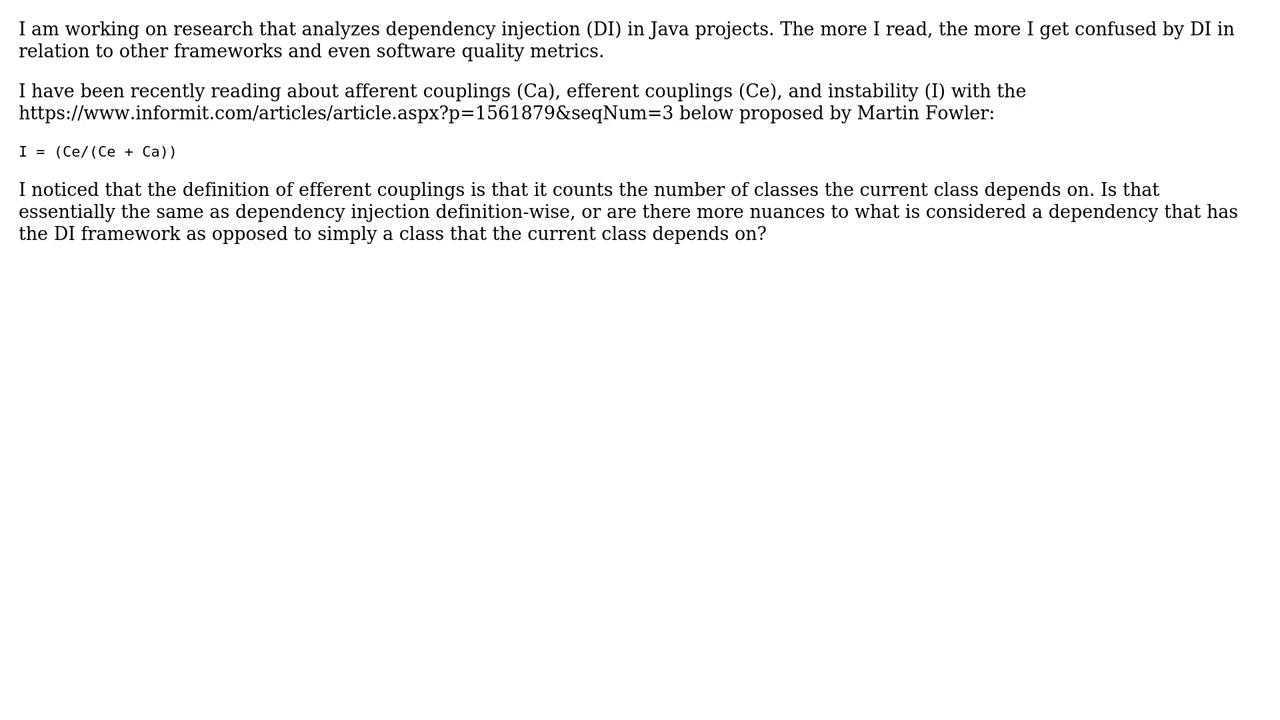 I am working on research that analyzes dependency injection (DI) in Java projects. The more I read, the more I get confused by DI in
relation to other frameworks and even software quality metrics.
I have been recently reading about afferent couplings (Ca), efferent couplings (Ce), and instability (I) with the
https://www.informit.com/articles/article.aspx?p=1561879&seqNum=3 below proposed by Martin Fowler:
I = (Ce/(Ce + Ca))
I noticed that the definition of efferent couplings is that it counts the number of classes the current class depends on. Is that
essentially the same as dependency injection definition-wise, or are there more nuances to what is considered a dependency that has
the DI framework as opposed to simply a class that the current class depends on?